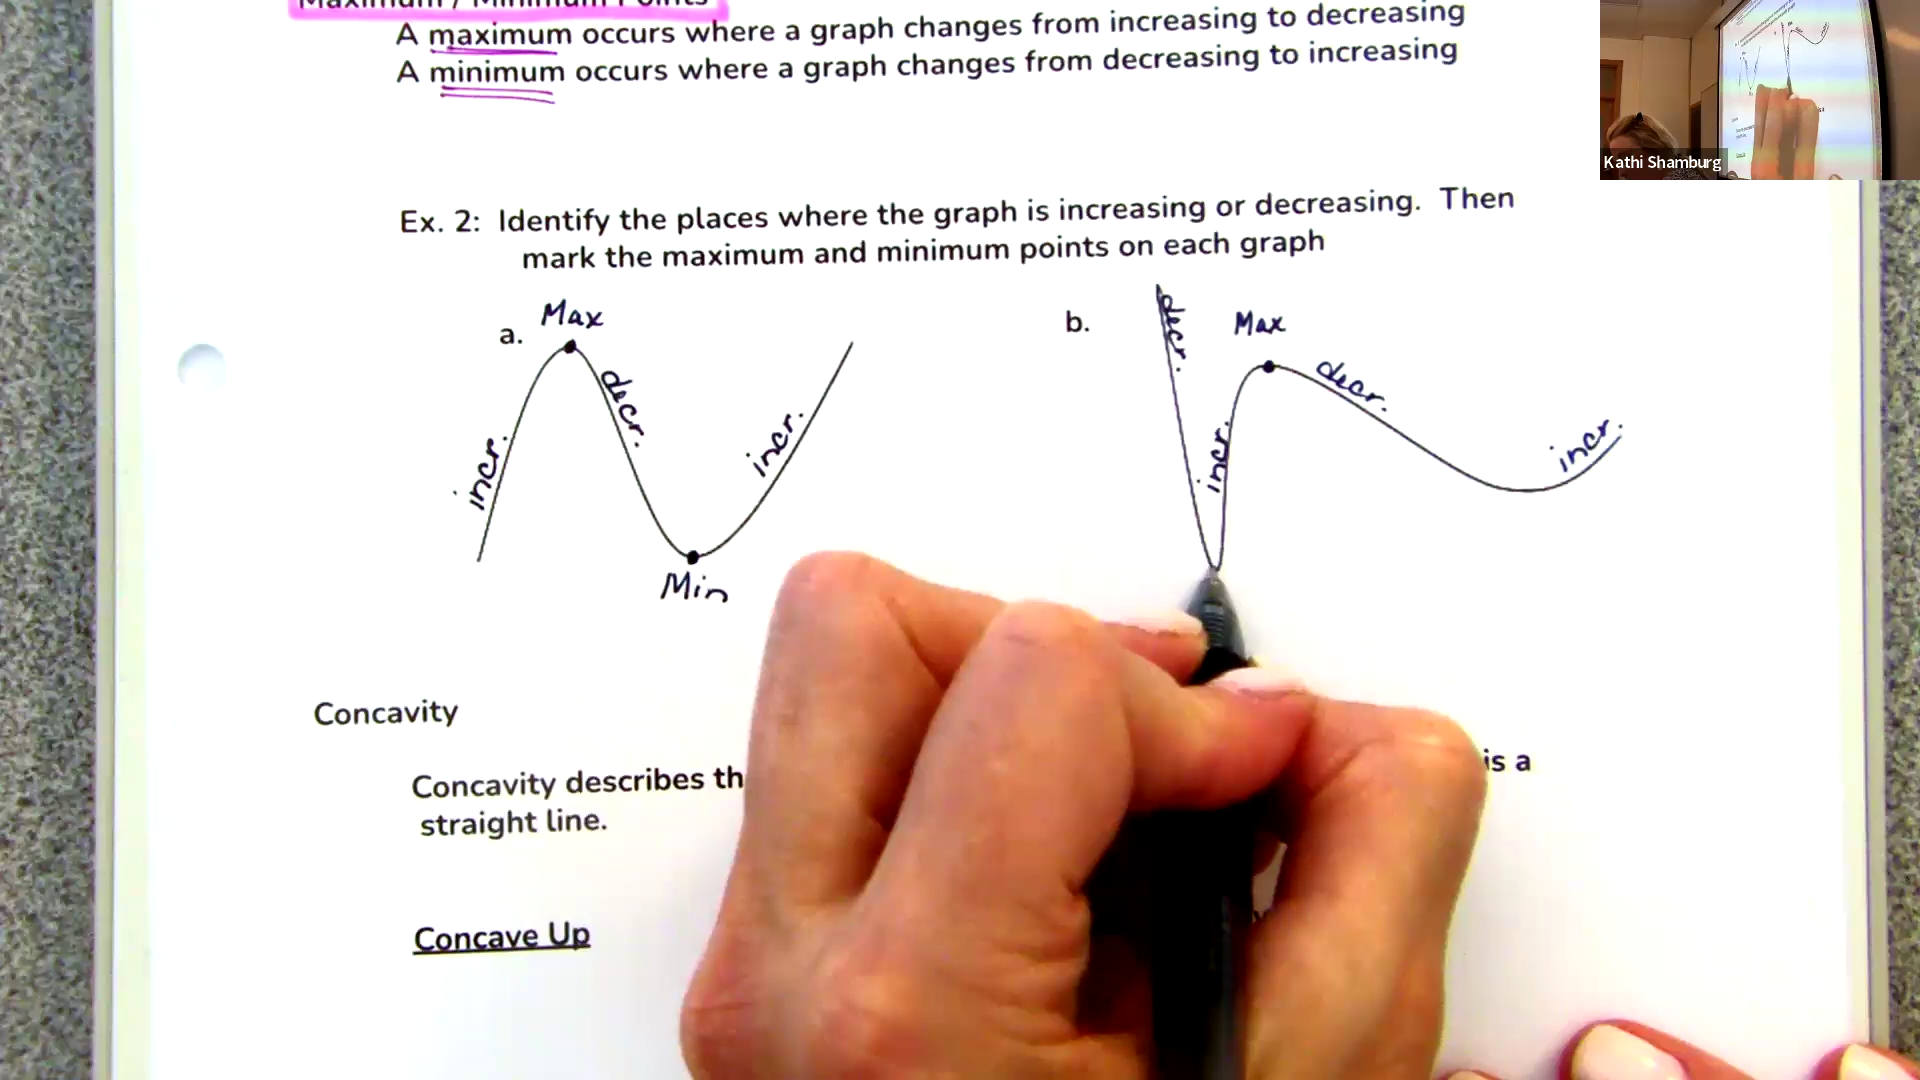 Maximum / Minimum Points
A maximum occurs where a graph changes from increasing to decreasing
A minimum occurs where a graph changes from decreasing to increasing
Kathi Shamburg
Ex. 2: Identify the places where the graph is increasing or decreasing. Then
mark the maximum and minimum points on each graph
a.
Max
incr.
decr.
Min
incr.
b.
decr.
incr.
Max
decr.
incr.
Concavity
Concavity describes th
is a
straight line.
Concave Up